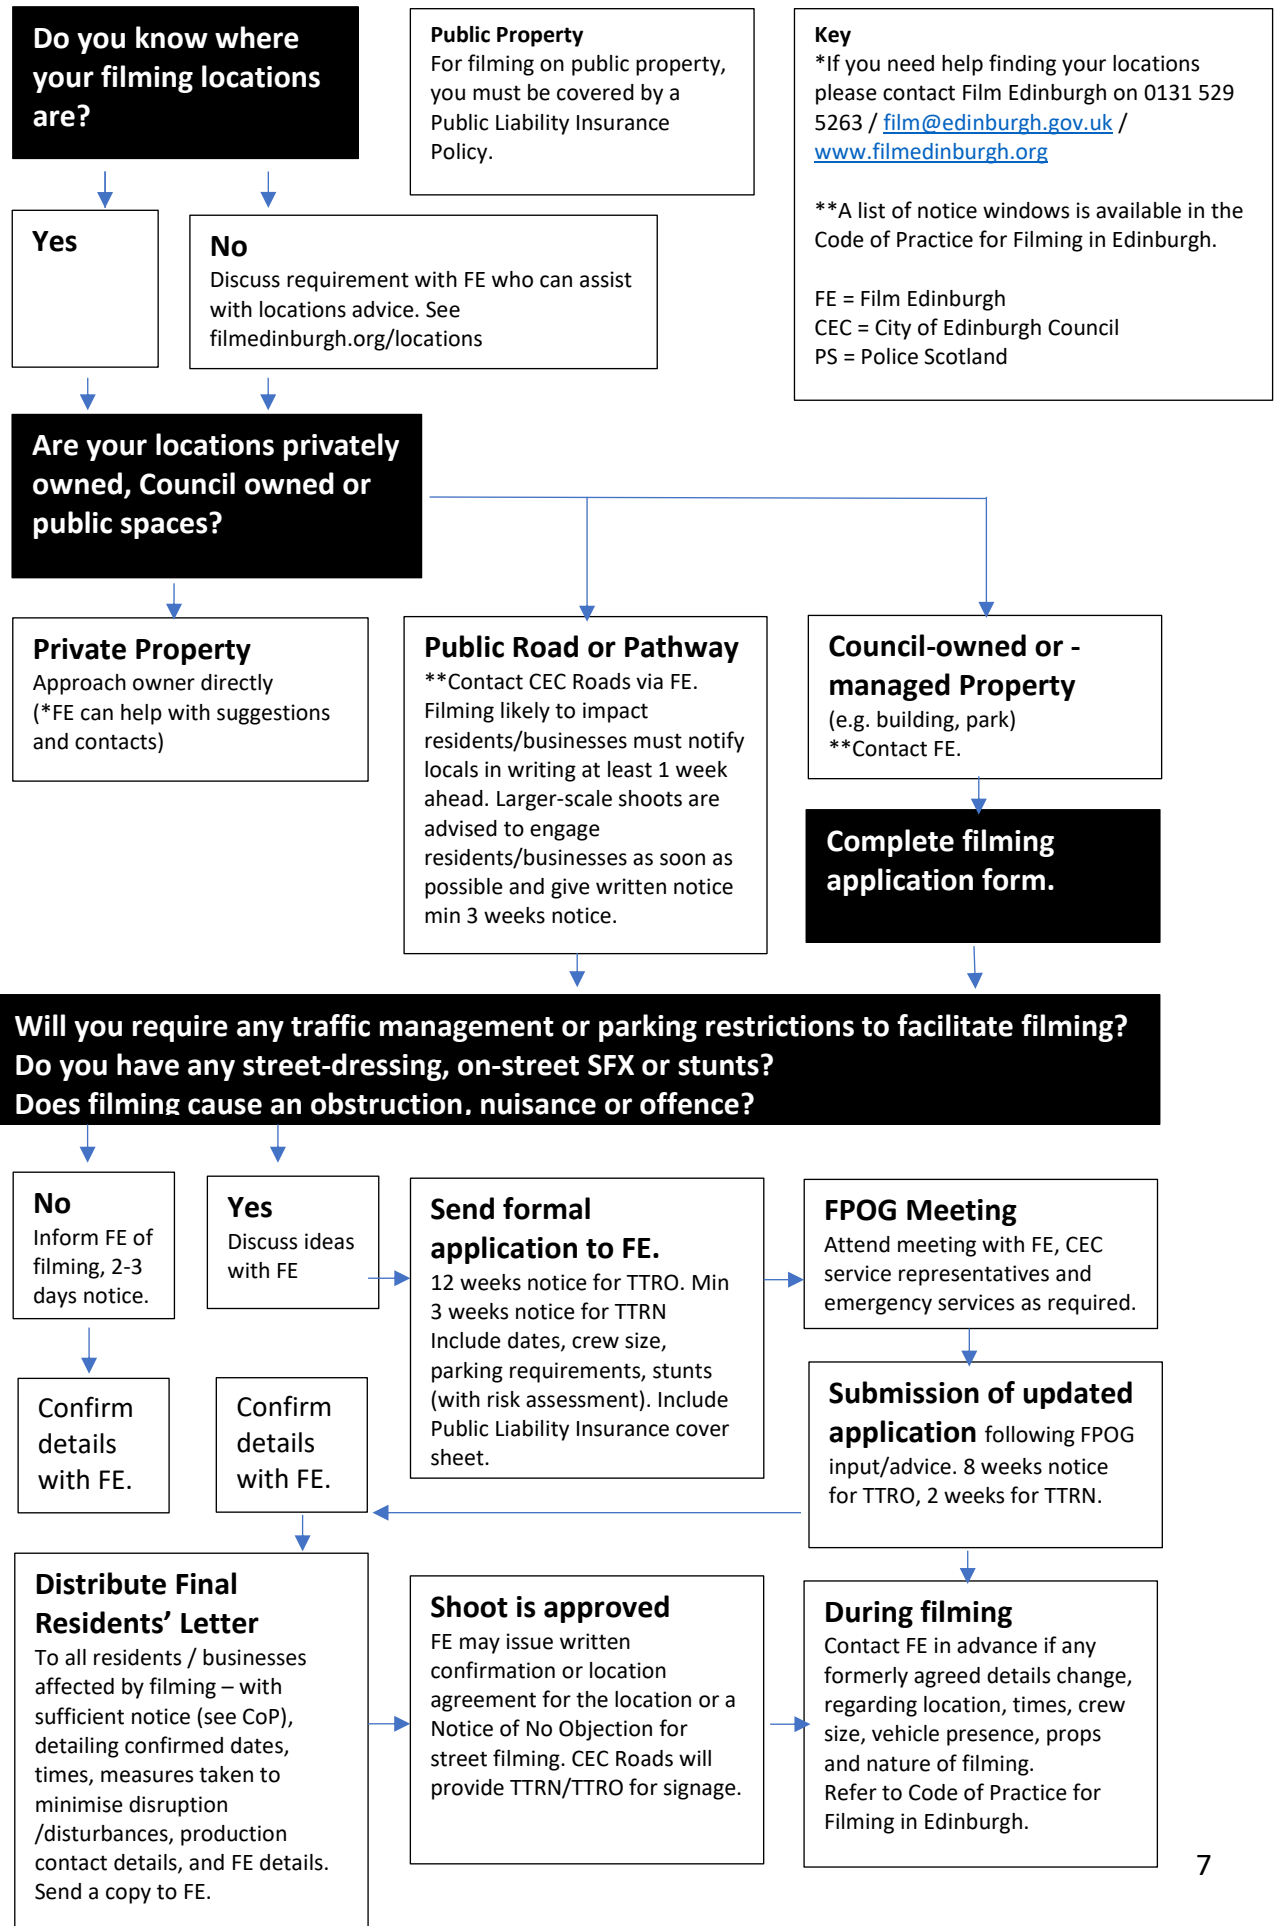 Do you know where
your filming locations
are?
Public Property
For filming on public property,
you must be covered by a
Public Liability Insurance
Policy.
Key
*If you need help finding your locations
please contact Film Edinburgh on 0131 529
5263 / film@edinburgh.gov.uk /
www.filmedinburgh.org
**A list of notice windows is available in the
Code of Practice for Filming in Edinburgh.
FE = Film Edinburgh
CEC = City of Edinburgh Council
PS = Police Scotland
Yes
No
Discuss requirement with FE who can assist
with locations advice. See
filmedinburgh.org/locations
Are your locations privately
owned, Council owned or
public spaces?
Private Property
Approach owner directly
(*FE can help with suggestions
and contacts)
Public Road or Pathway
**Contact CEC Roads via FE.
Filming likely to impact
residents/businesses must notify
locals in writing at least 1 week
ahead. Larger-scale shoots are
advised to engage
residents/businesses as soon as
possible and give written notice
min 3 weeks notice.
Council-owned or -
managed Property
(e.g. building, park)
**Contact FE.
Complete filming
application form.
Will you require any traffic management or parking restrictions to facilitate filming?
Do you have any street-dressing, on-street SFX or stunts?
Does filming cause an obstruction, nuisance or offence?
No
Inform FE of
filming, 2-3
days notice.
Yes
Discuss ideas
with FE
Send formal
application to FE.
12 weeks notice for TTRO. Min
3 weeks notice for TTRN
Include dates, crew size,
parking requirements, stunts
(with risk assessment). Include
Public Liability Insurance cover
sheet.
FPOG Meeting
Attend meeting with FE, CEC
service representatives and
emergency services as required.
Confirm
details
with FE.
Confirm
details
with FE.
Submission of updated
application following FPOG
input/advice. 8 weeks notice
for TTRO, 2 weeks for TTRN.
Distribute Final
Residents’ Letter
To all residents / businesses
affected by filming – with
sufficient notice (see CoP),
detailing confirmed dates,
times, measures taken to
minimise disruption
/disturbances, production
contact details, and FE details.
Send a copy to FE.
Shoot is approved
FE may issue written
confirmation or location
agreement for the location or a
Notice of No Objection for
street filming. CEC Roads will
provide TTRN/TTRO for signage.
During filming
Contact FE in advance if any
formerly agreed details change,
regarding location, times, crew
size, vehicle presence, props
and nature of filming.
Refer to Code of Practice for
Filming in Edinburgh.
7